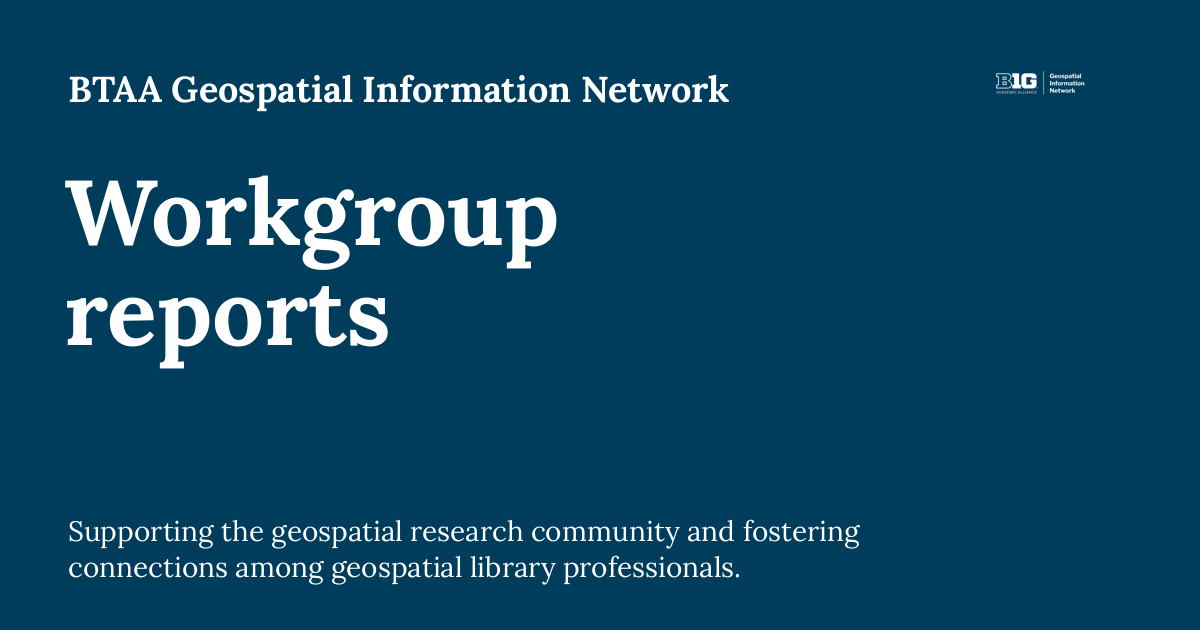 BTAA Geospatial Information Network
B1G
ACADEMIC ALLIANCE
Geospatial
Information
Network
Workgroup
reports
Supporting the geospatial research community and fostering
connections among geospatial library professionals.